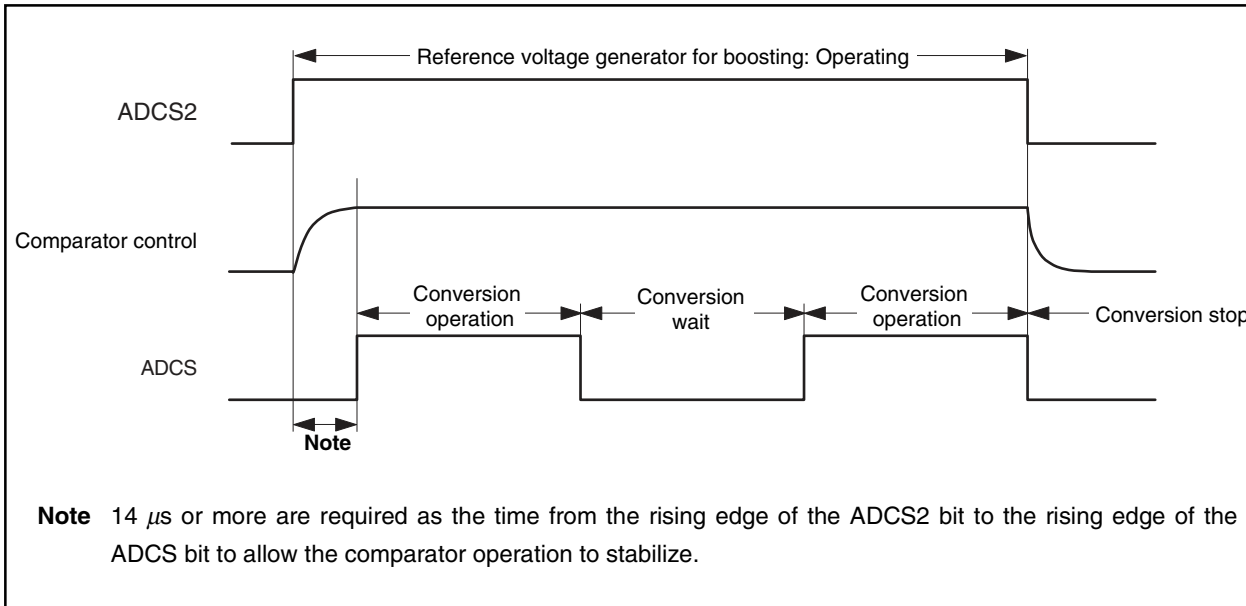 Reference voltage generator for boosting: Operating
ADCS2
Comparator control
Conversion
operation
Conversion
wait
Conversion
operation
Conversion stop
ADCS
Note
Note 14 μs or more are required as the time from the rising edge of the ADCS2 bit to the rising edge of the
ADCS bit to allow the comparator operation to stabilize.